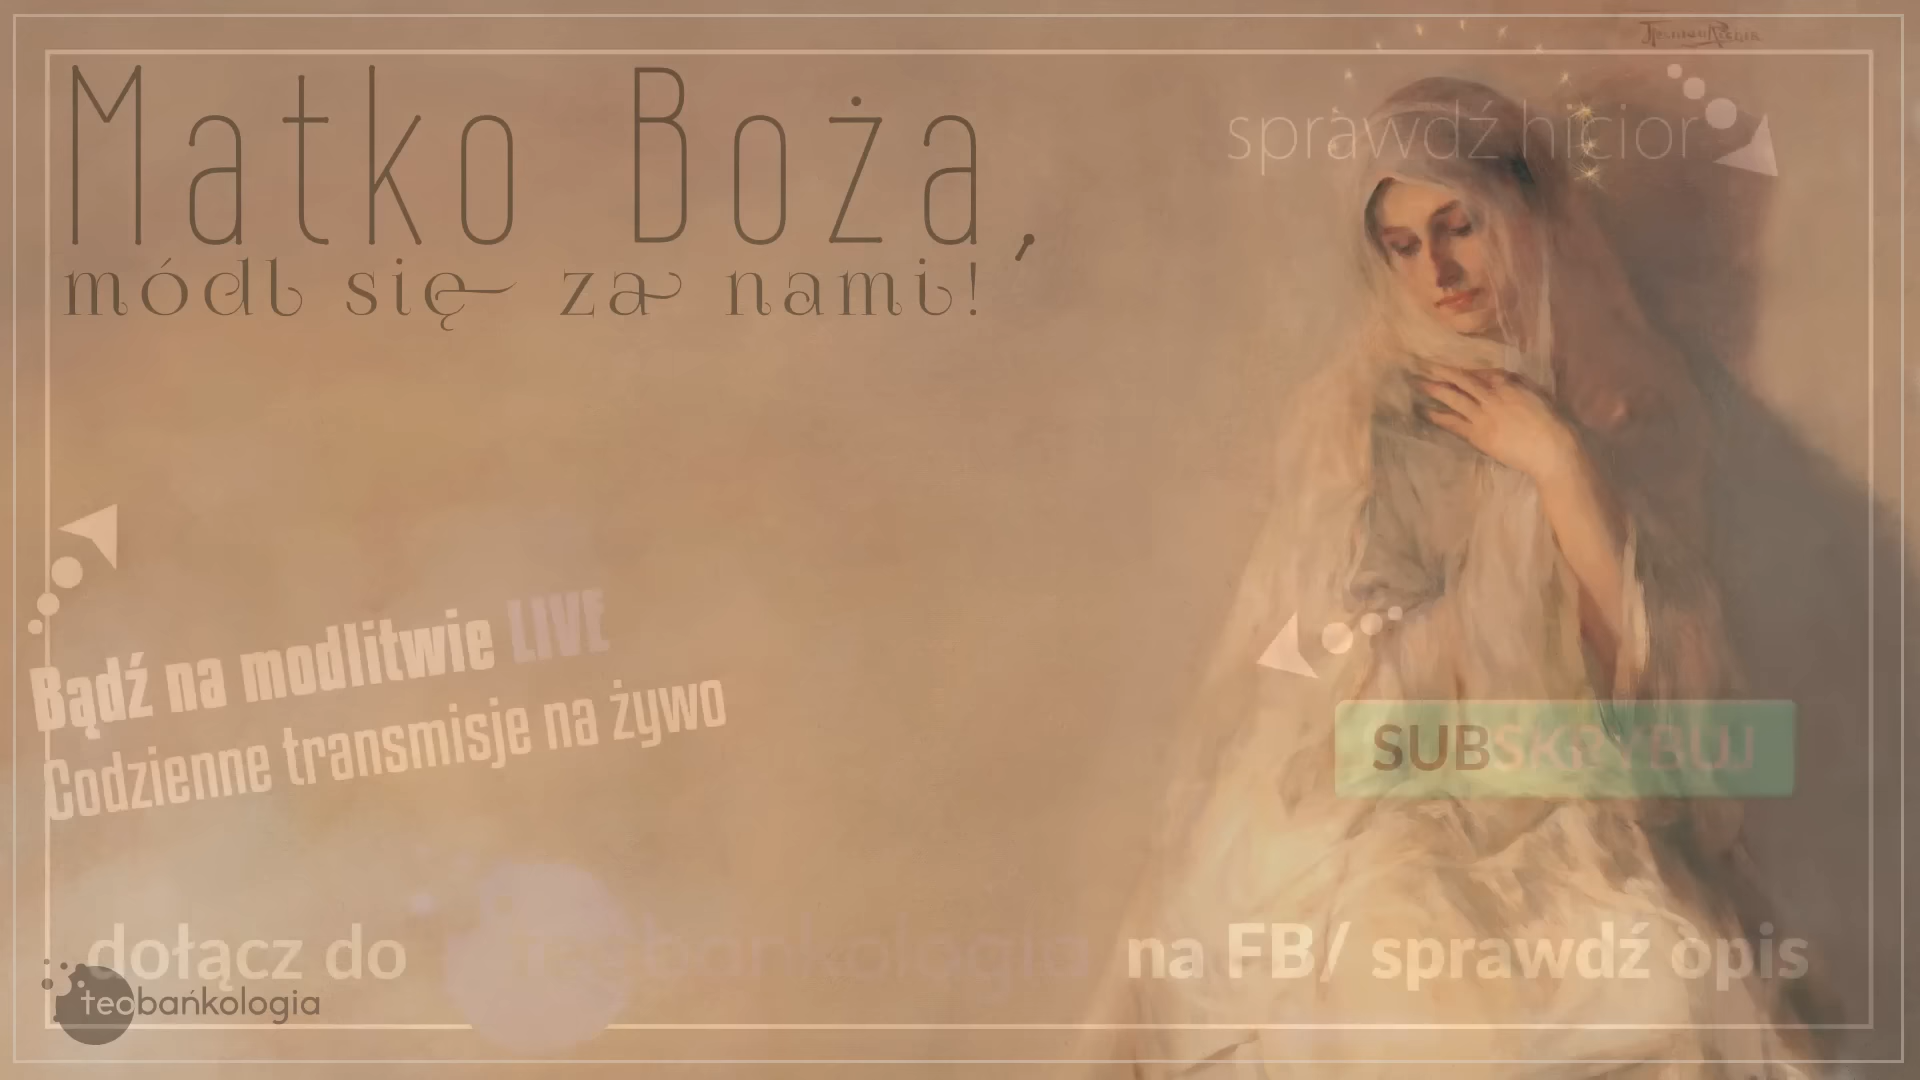 Matko Boża,
módl się za nami!
sprawdź hicior
Bądź na modlitwie LIVE
Codzienne transmisje na żywo
SUBSKRYBUJ
dołącz do Teobańkologia na FB/ sprawdź opis
teobańkologia